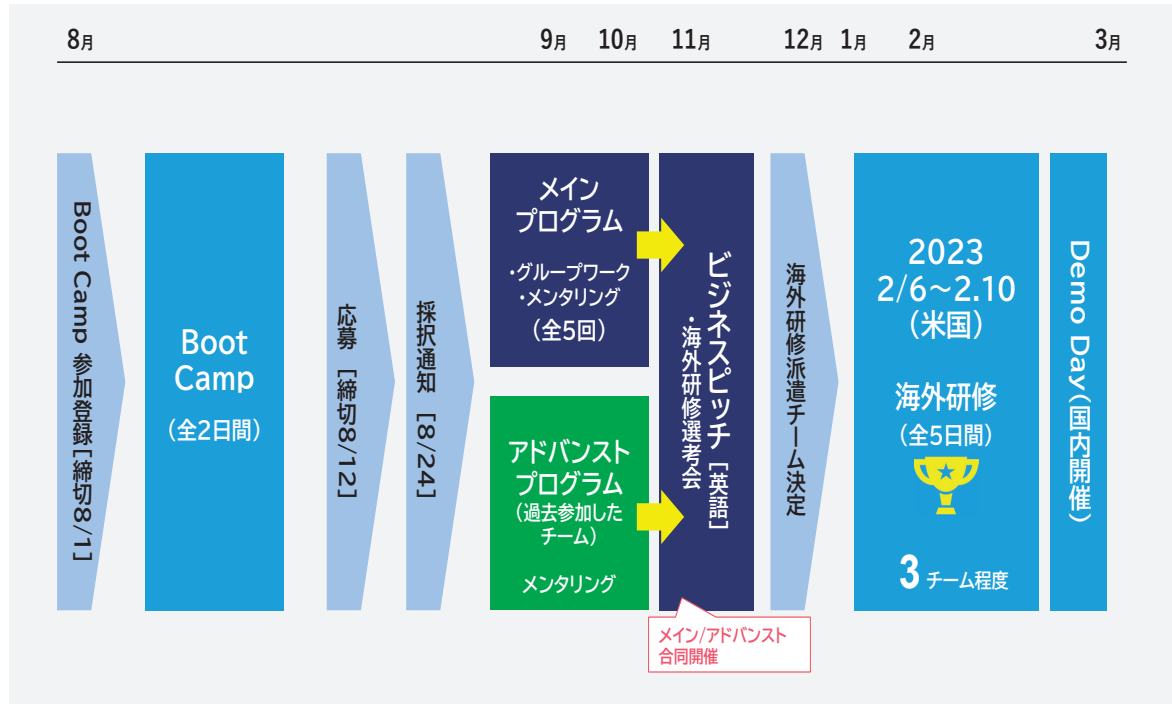 8月 9月 10月 11月 12月 1月 2月 3月
Boot Camp 参加登録[締切8/1]
Boot
Camp
(全2日間)
応募 [締切8/12]
採択通知 [8/24]
メイン
プログラム
・グループワーク
・メンタリング
(全5回)
アドバンスト
プログラム
(過去参加した
チーム)
メンタリング
ビジネスピッチ [英語]
・海外研修選考会
メイン/アドバンスト
合同開催
海外研修派遣チーム決定
2023
2/6～2.10
(米国)
海外研修
(全5日間)
3 チーム程度
Demo Day(国内開催)